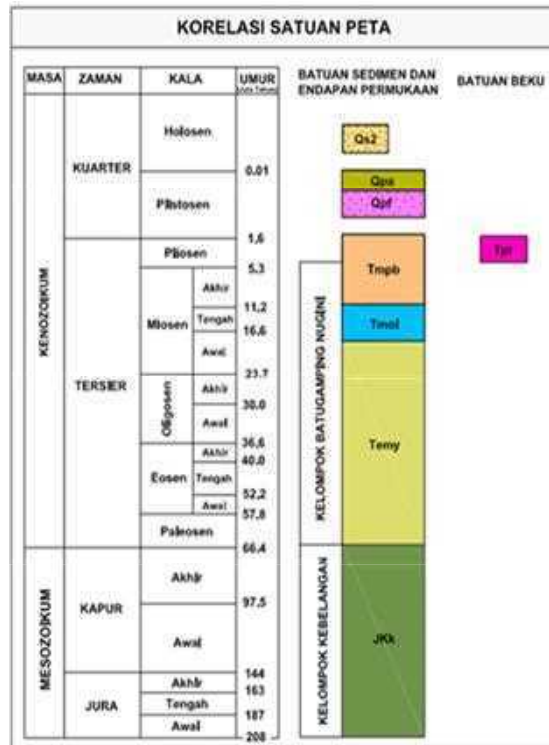 KORELASI SATUAN PETA
MASA ZAMAN KALA UMUR BATUAN SEDIMEN DAN ENDAPAN PERMUKAAN BATUAN BEKU
KENOZOIKUM
KUARTER
Holosen
Qs2
0.01
Plistosen
Qpa
Qpf
1,6
TERSIER
Pliosen
5,3
Tmpb
Miosen
Akhir
11,2
Tengah
16,6
Tmol
Awal
23,7
KELOMPOK BATUGAMPING NUGINI
Oligosen
Akhir
30.0
Awal
36,6
Temy
Eosen
Akhir
40.0
Tengah
52,2
Awal
57,8
Paleosen
66.4
MESOZOIKUM
KAPUR
Akhir
97,5
KELOMPOK KEBELANGAN
Awal
JKk
144
JURA
Akhir
163
Tengah
187
Awal
208